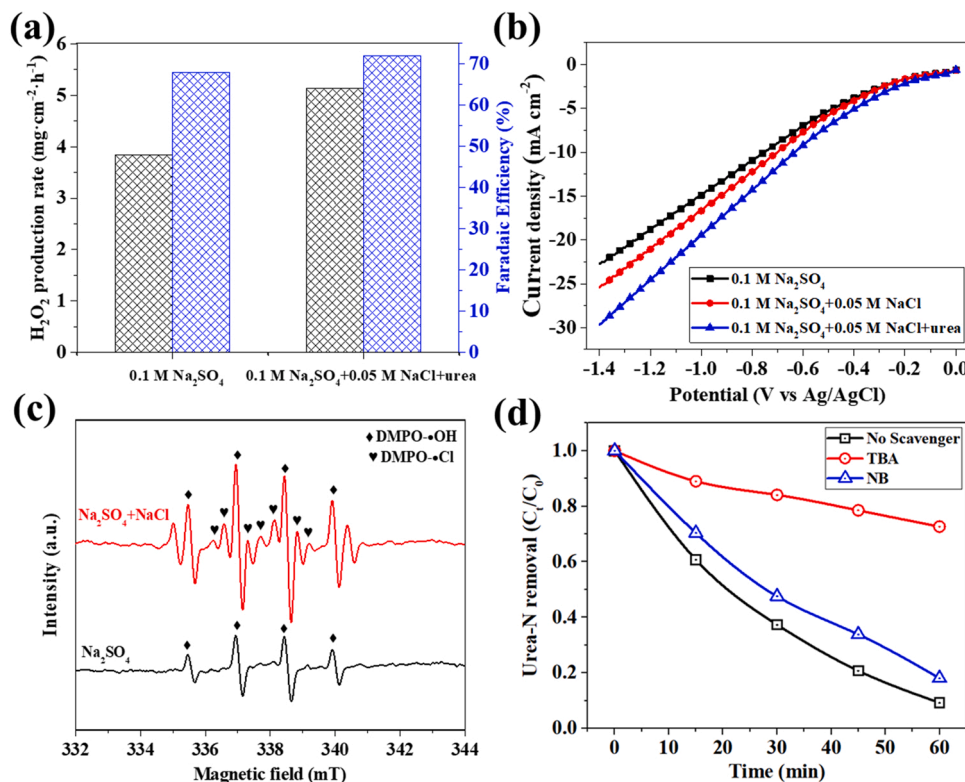 (a)
H₂O₂ production rate (mg·cm⁻²·h⁻¹)
6
5
4
3
2
1
0
70
60
50
40
30
20
10
0
Faradaic Efficiency (%)
0.1 M Na₂SO₄
0.1 M Na₂SO₄+0.05 M NaCl+urea
(b)
Current density (mA cm⁻²)
0
-5
-10
-15
-20
-25
-30
0.1 M Na₂SO₄
0.1 M Na₂SO₄+0.05 M NaCl
0.1 M Na₂SO₄+0.05 M NaCl+urea
-1.4 -1.2 -1.0 -0.8 -0.6 -0.4 -0.2 0.0
Potential (V vs Ag/AgCl)
(c)
Intensity (a.u.)
♦ DMPO-•OH
♥ DMPO-•Cl
Na₂SO₄+NaCl
Na₂SO₄
332 334 336 338 340 342 344
Magnetic field (mT)
(d)
Urea-N removal (Cₜ/C₀)
1.0
0.8
0.6
0.4
0.2
0.0
No Scavenger
TBA
NB
0 10 20 30 40 50 60
Time (min)